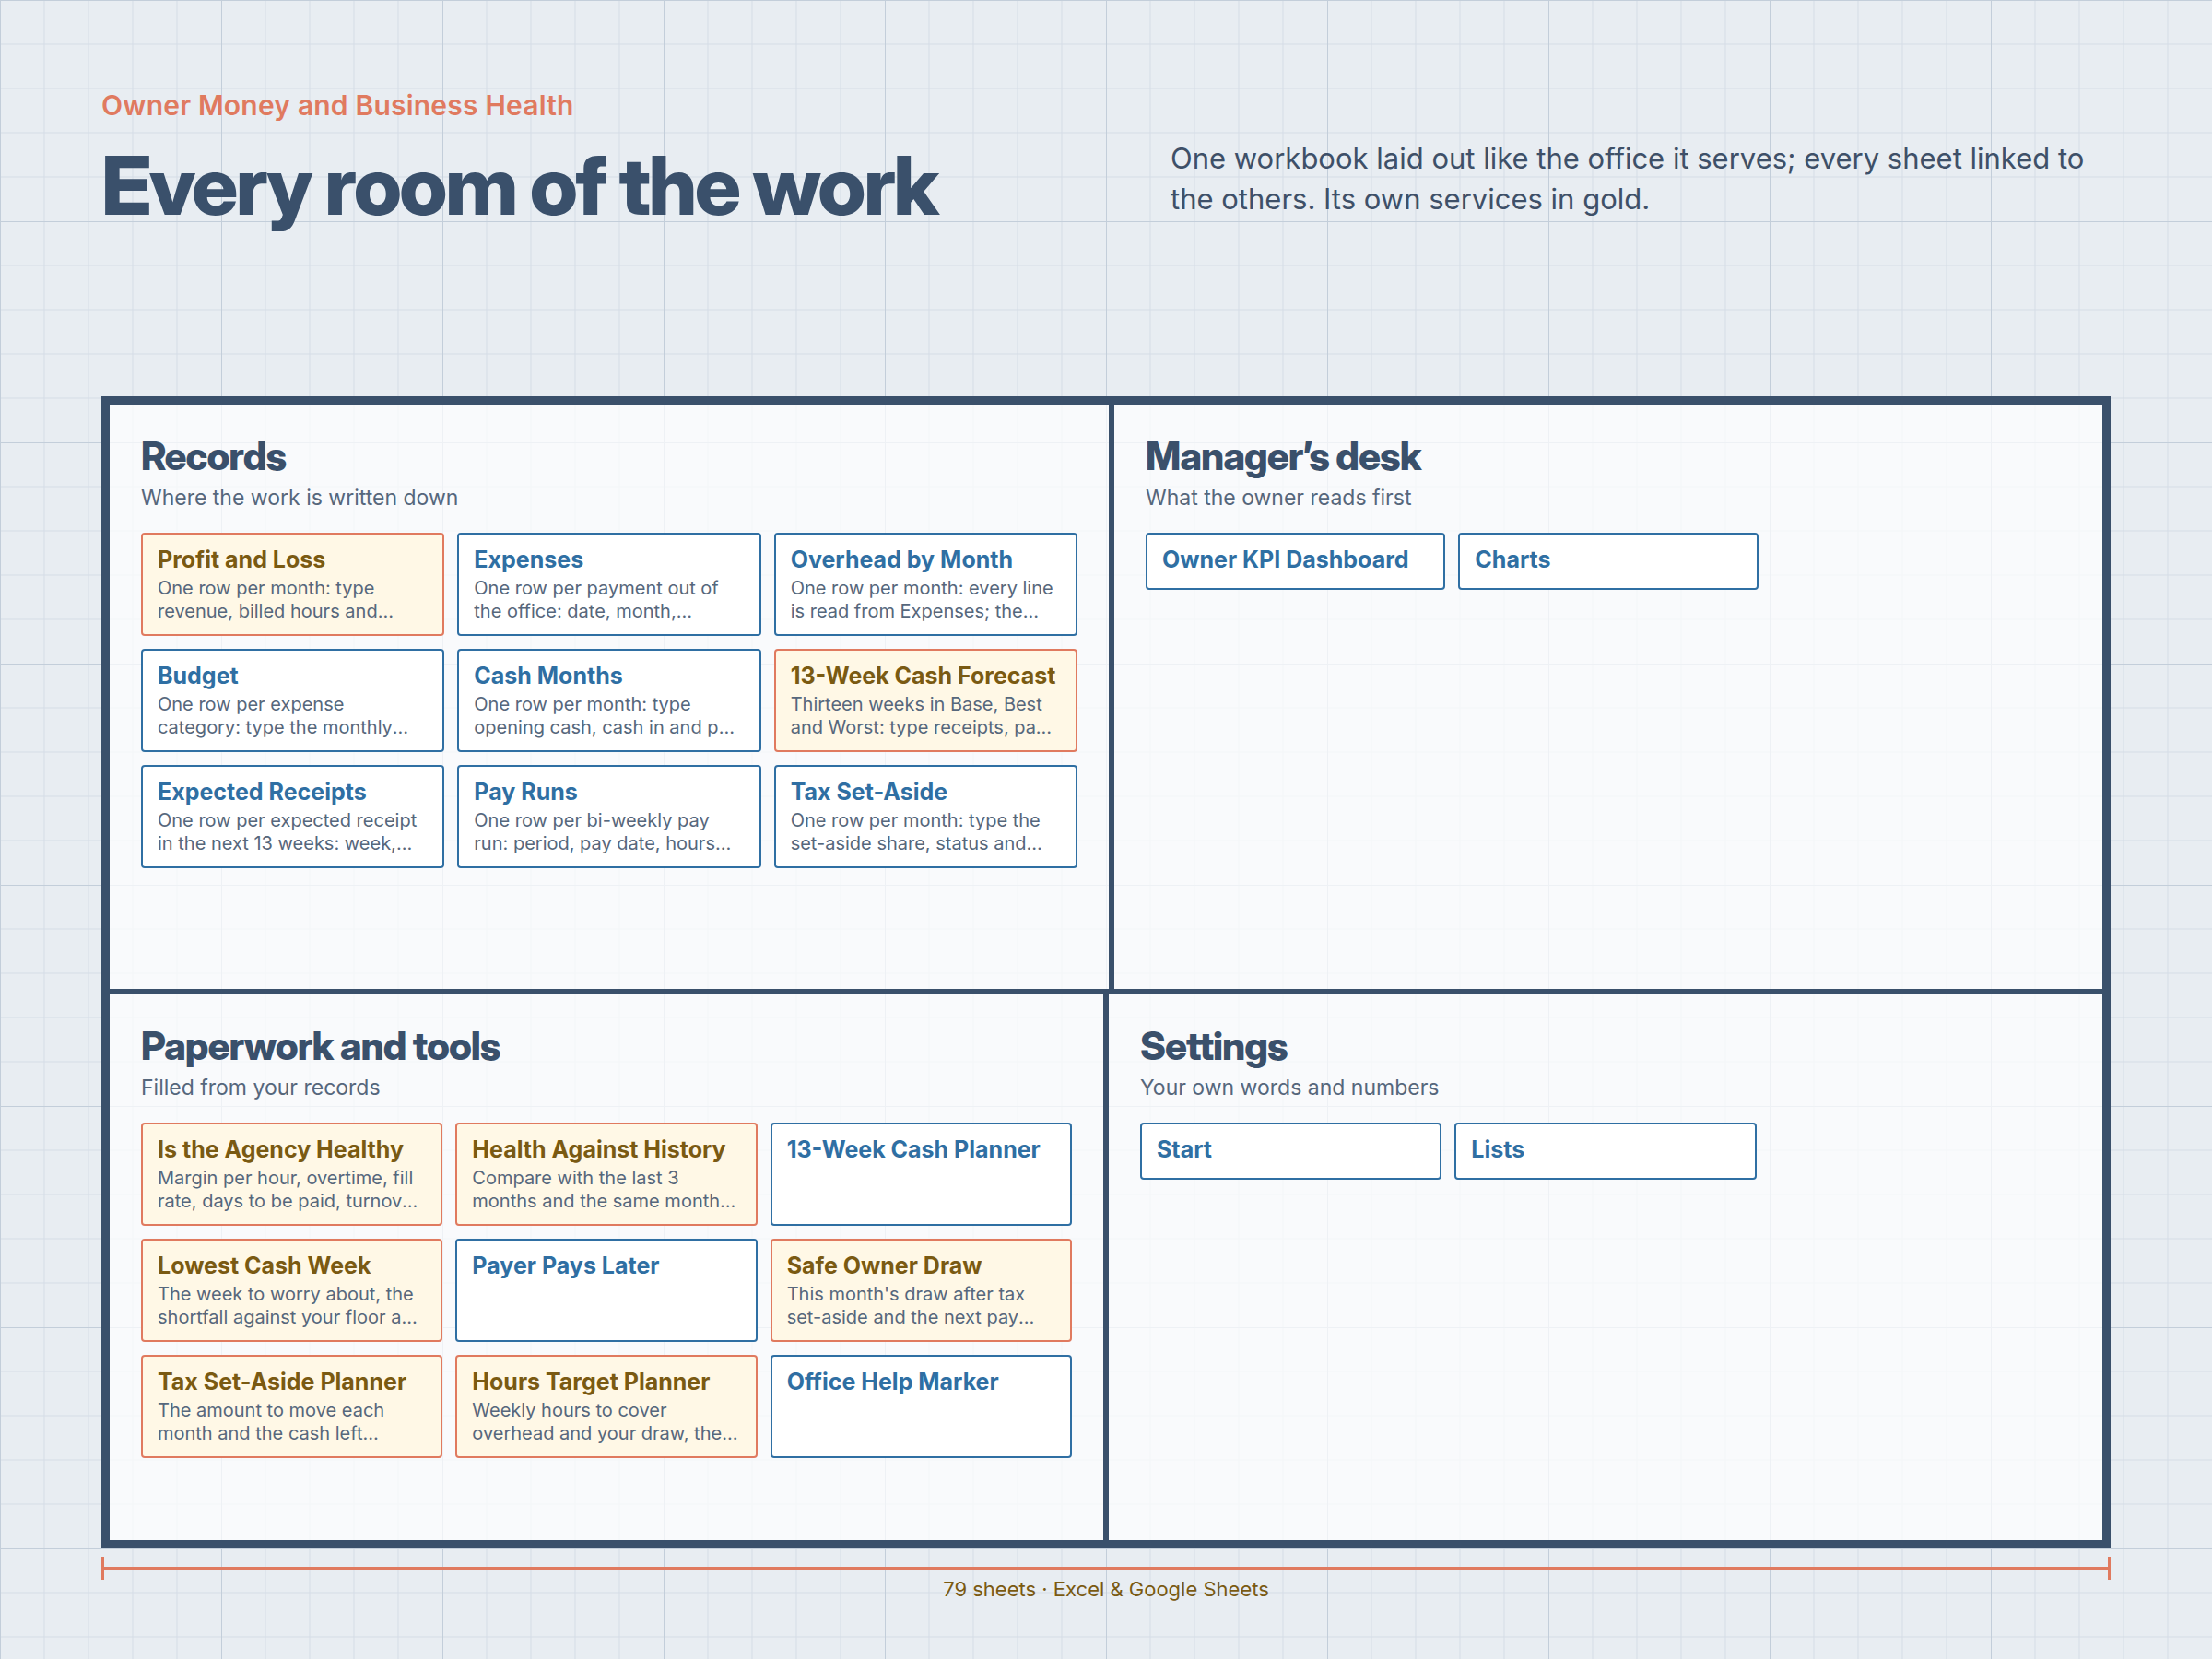 Owner Money and Business Health
Every room of the work
One workbook laid out like the office it serves; every sheet linked to
the others. Its own services in gold.
Records
Where the work is written down
Profit and Loss
One row per month: type
revenue, billed hours and...
Expenses
One row per payment out of
the office: date, month,...
Overhead by Month
One row per month: every line
is read from Expenses; the...
Budget
One row per expense
category: type the monthly...
Cash Months
One row per month: type
opening cash, cash in and p...
13-Week Cash Forecast
Thirteen weeks in Base, Best
and Worst: type receipts, pa...
Expected Receipts
One row per expected receipt
in the next 13 weeks: week,...
Pay Runs
One row per bi-weekly pay
run: period, pay date, hours...
Tax Set-Aside
One row per month: type the
set-aside share, status and...
Manager’s desk
What the owner reads first
Owner KPI Dashboard
Charts
Paperwork and tools
Filled from your records
Is the Agency Healthy
Margin per hour, overtime, fill
rate, days to be paid, turnov...
Health Against History
Compare with the last 3
months and the same month...
13-Week Cash Planner
Lowest Cash Week
The week to worry about, the
shortfall against your floor a...
Payer Pays Later
Safe Owner Draw
This month's draw after tax
set-aside and the next pay...
Tax Set-Aside Planner
The amount to move each
month and the cash left...
Hours Target Planner
Weekly hours to cover
overhead and your draw, the...
Office Help Marker
Settings
Your own words and numbers
Start
Lists
79 sheets · Excel & Google Sheets